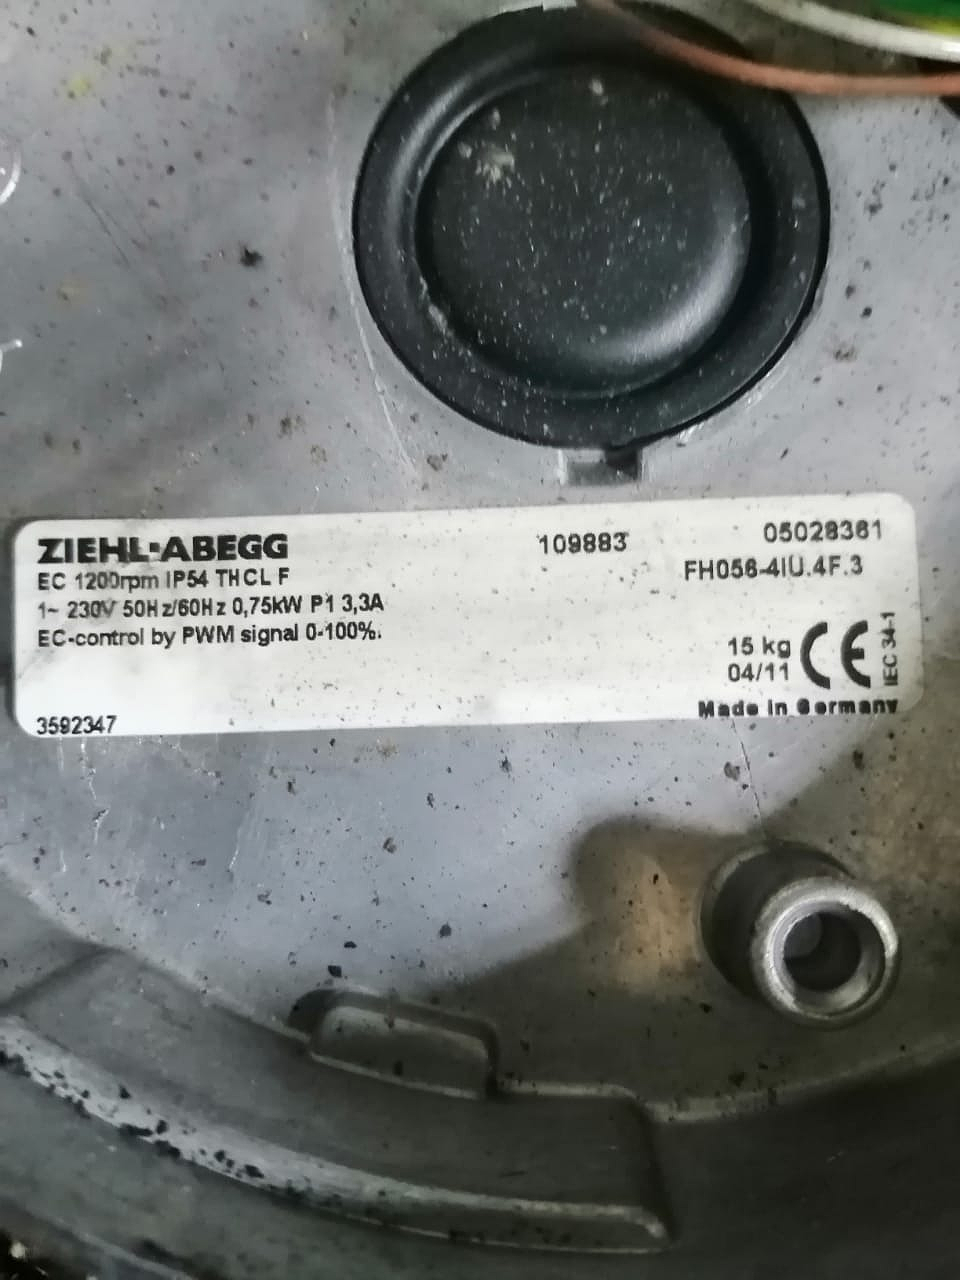 ZIEHL-ABEGG 109883 05028361
EC 1200rpm IP54 THCL F FH056-4IU.4F.3
1~ 230V 50Hz/60Hz 0,75kW P1 3,3A
EC-control by PWM signal 0-100%.
15 kg CE IEC 34-1
04/11
Made in Germany
3592347